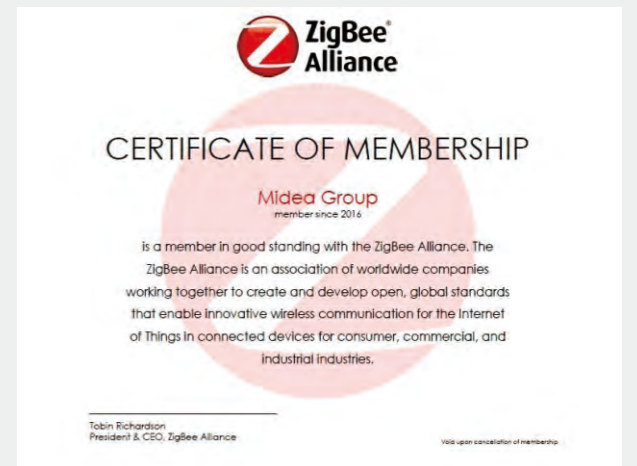 ZigBee®
Alliance
CERTIFICATE OF MEMBERSHIP
Midea Group
member since 2016
is a member in good standing with the ZigBee Alliance. The
ZigBee Alliance is an association of worldwide companies
working together to create and develop open, global standards
that enable innovative wireless communication for the Internet
of Things in connected devices for consumer, commercial, and
industrial industries.
Tobin Richardson
President & CEO, ZigBee Alliance
Void upon cancellation of membership